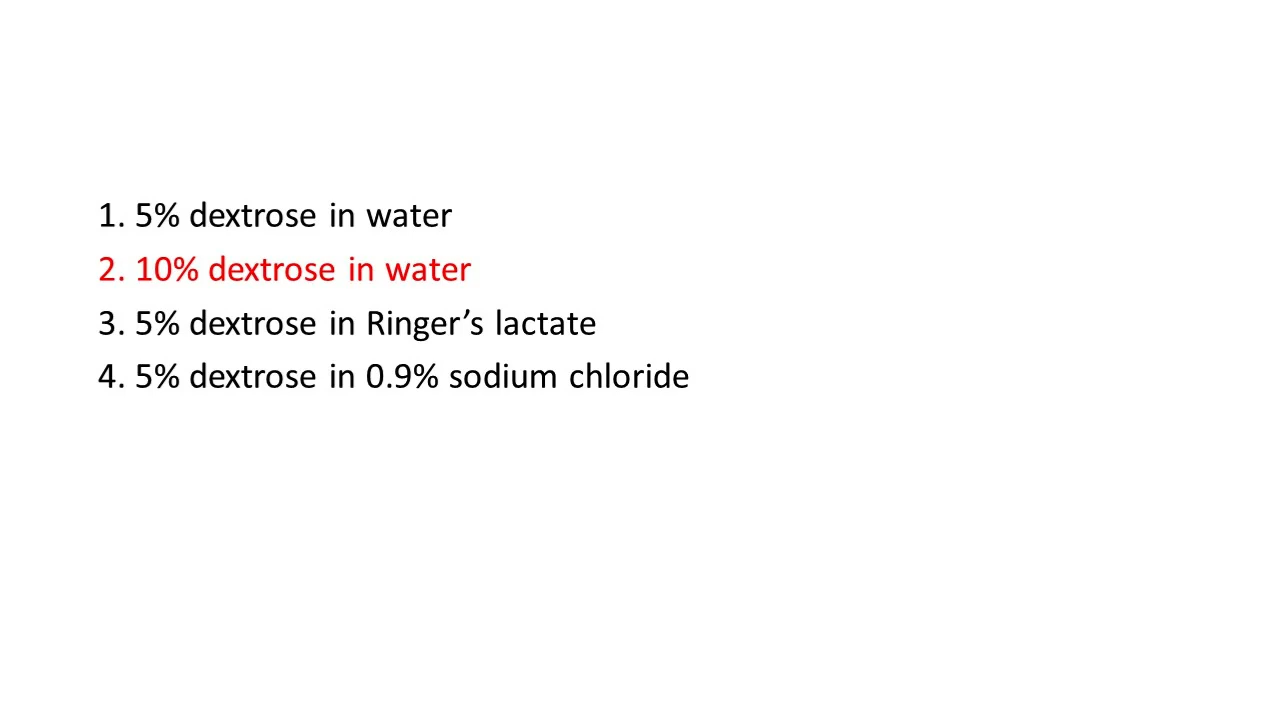 1. 5% dextrose in water
2. 10% dextrose in water
3. 5% dextrose in Ringer’s lactate
4. 5% dextrose in 0.9% sodium chloride